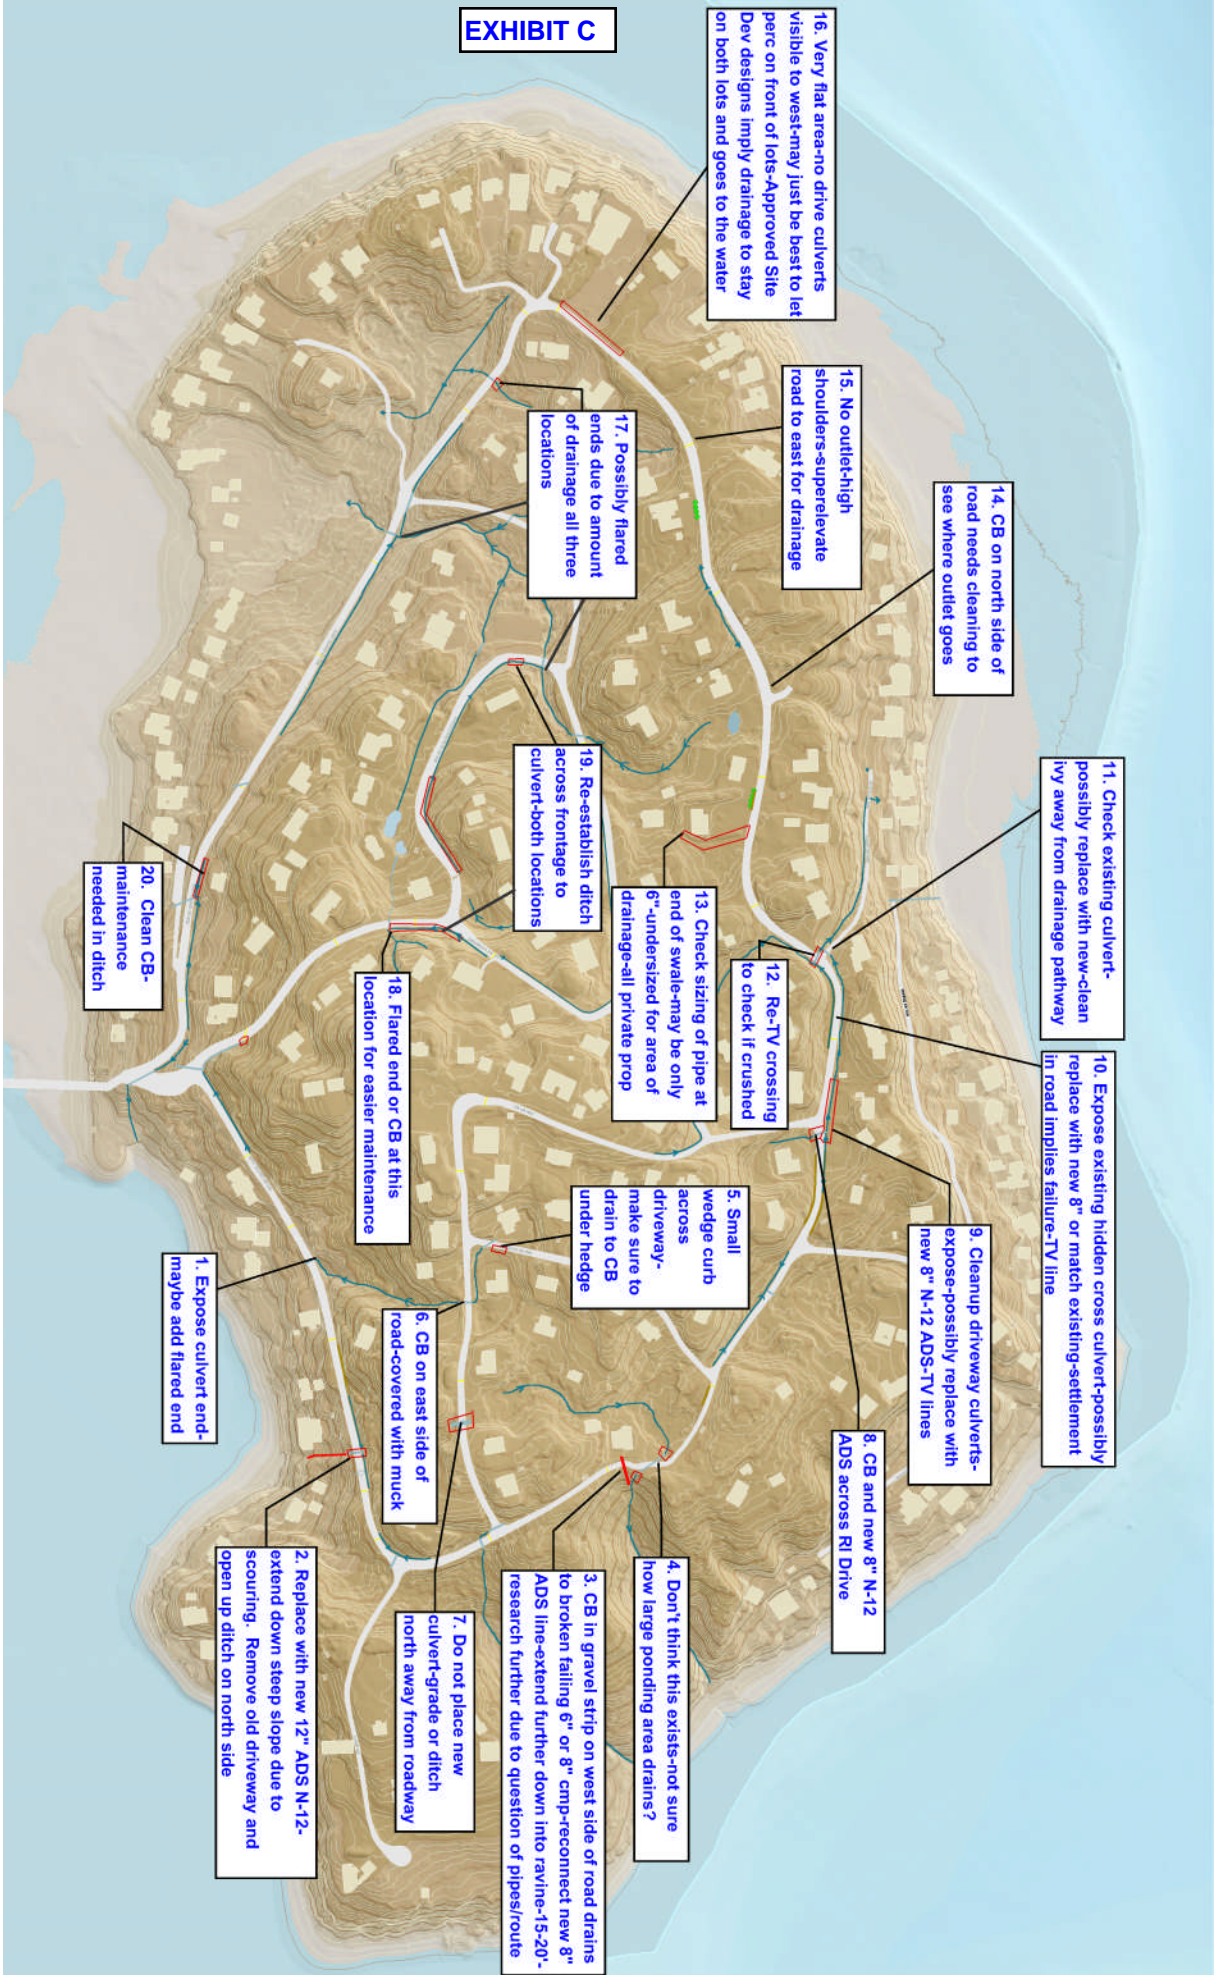 EXHIBIT C
1. Expose culvert end-
maybe add flared end
2. Replace with new 12" ADS N-12-
extend down steep slope due to
scouring. Remove old driveway and
open up ditch on north side
3. CB in gravel strip on west side of road drains
to broken failing 6" or 8" cmp-reconnect new 8"
ADS line-extend further down into ravine-15-20'-
research further due to question of pipes/route
4. Don't think this exists-not sure
how large ponding area drains?
5. Small
wedge curb
across
driveway-
make sure to
drain to CB
under hedge
6. CB on east side of
road-covered with muck
7. Do not place new
culvert-grade or ditch
north away from roadway
8. CB and new 8" N-12
ADS across RI Drive
9. Cleanup driveway culverts-
expose-possibly replace with
new 8" N-12 ADS-TV lines
10. Expose existing hidden cross culvert-possibly
replace with new 8" or match existing-settlement
in road implies failure-TV line
11. Check existing culvert-
possibly replace with new-clean
ivy away from drainage pathway
12. Re-TV crossing
to check if crushed
13. Check sizing of pipe at
end of swale-may be only
6"-undersized for area of
drainage-all private prop
14. CB on north side of
road needs cleaning to
see where outlet goes
15. No outlet-high
shoulders-superelevate
road to east for drainage
16. Very flat area-no drive culverts
visible to west-may just be best to let
perc on front of lots-Approved Site
Dev designs imply drainage to stay
on both lots and goes to the water
17. Possibly flared
ends due to amount
of drainage all three
locations
18. Flared end or CB at this
location for easier maintenance
19. Re-establish ditch
across frontage to
culvert-both locations
20. Clean CB-
maintenance
needed in ditch